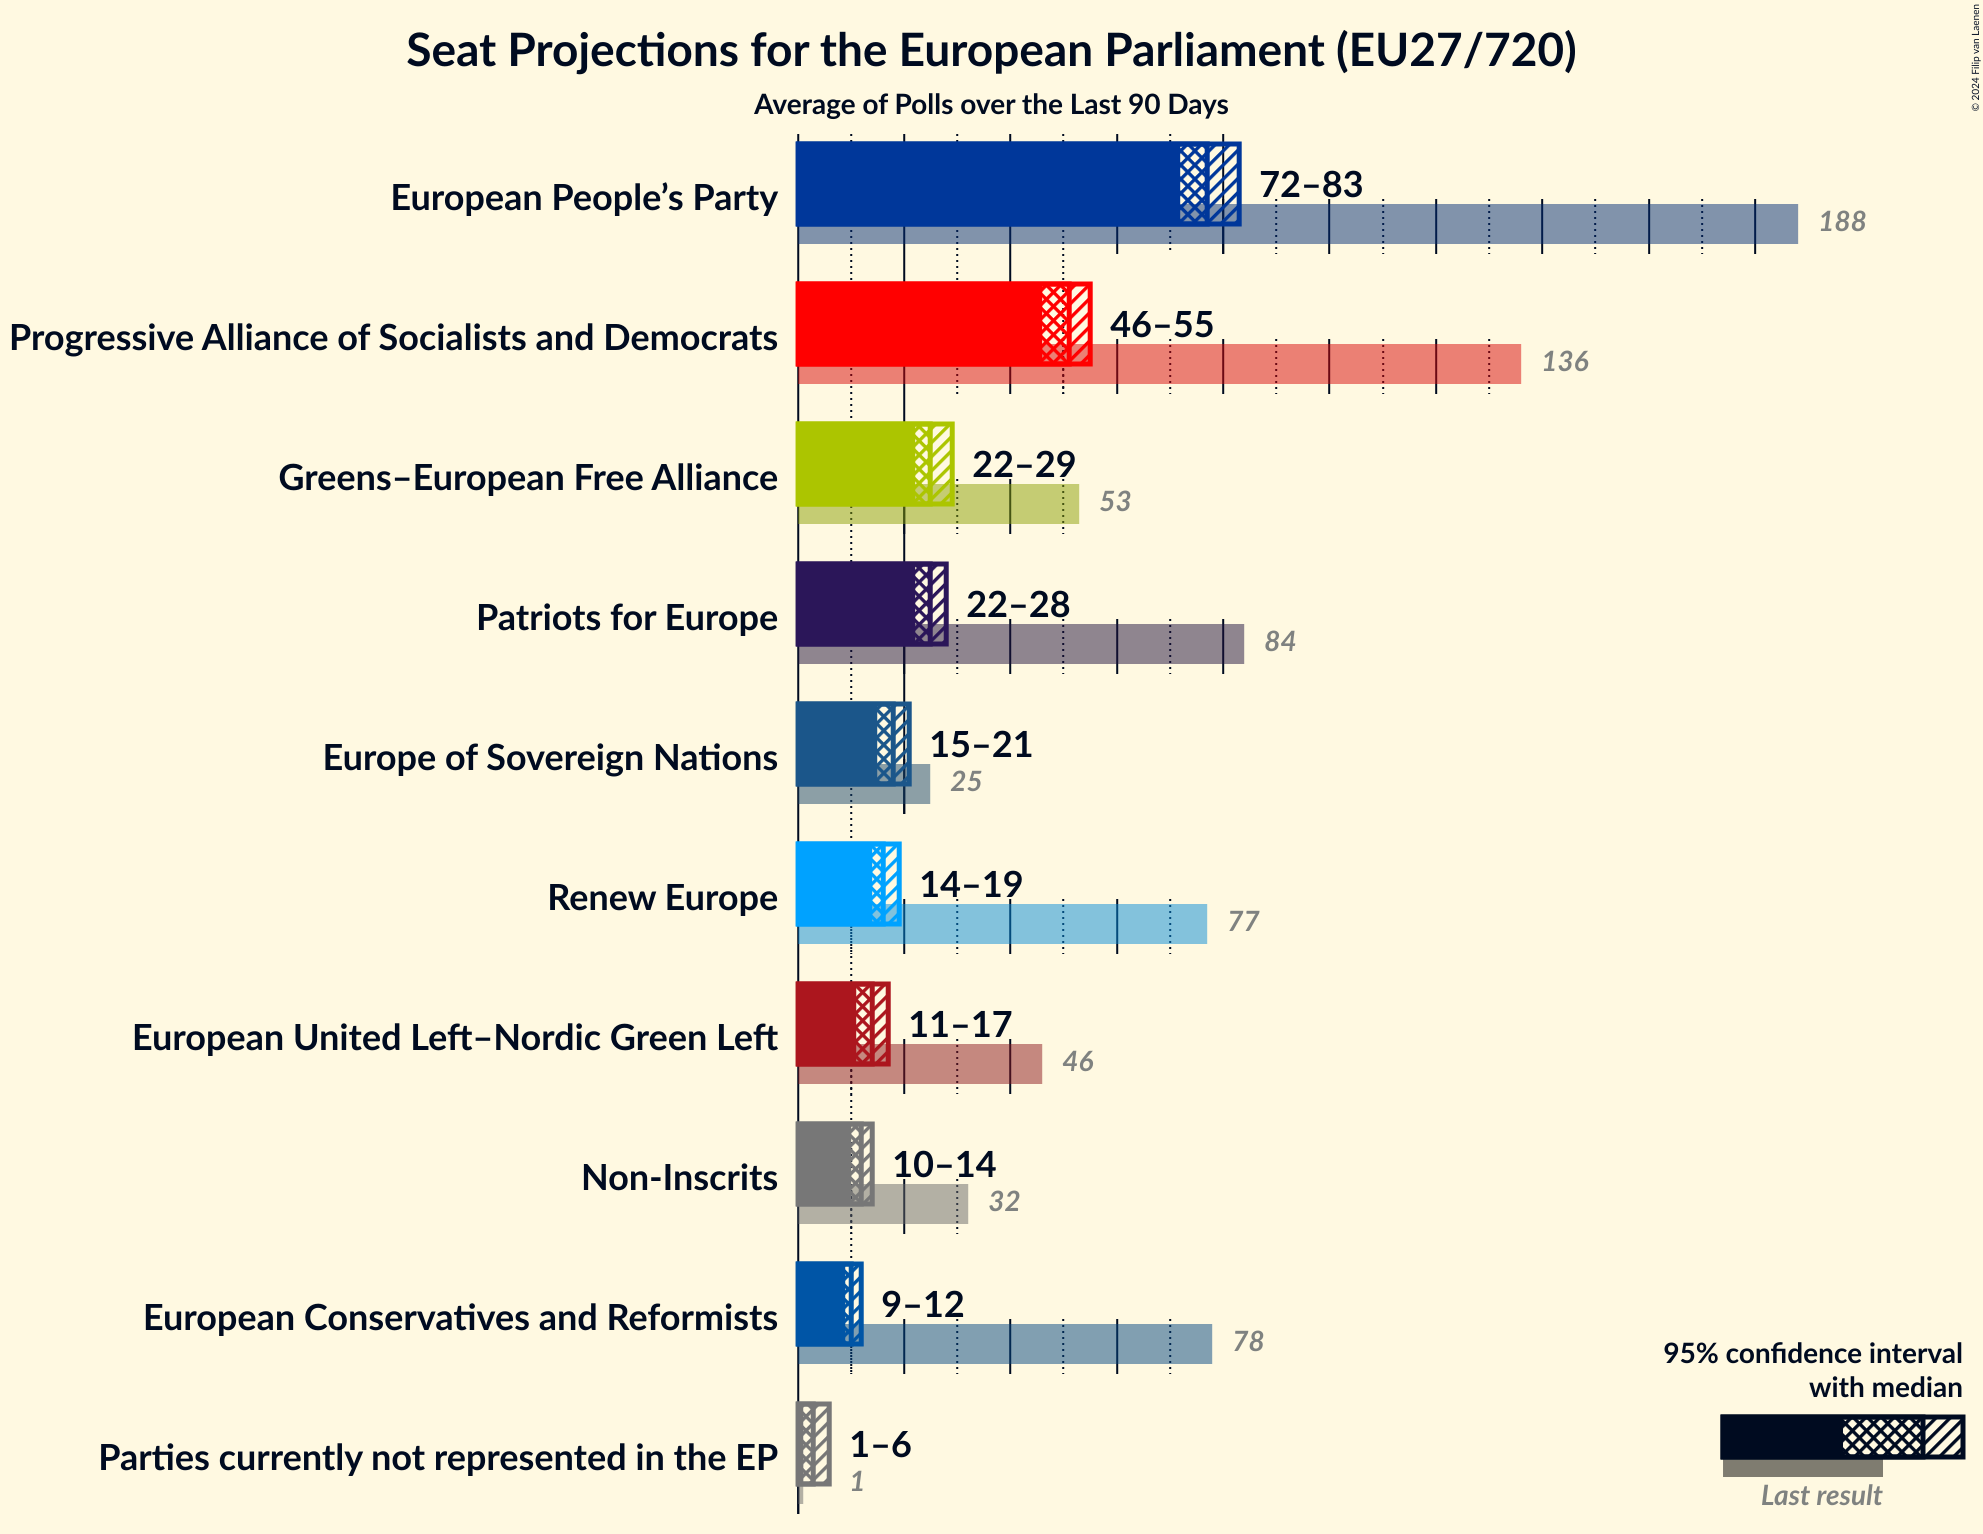 Seat Projections for the European Parliament (EU27/720)
Average of Polls over the Last 90 Days
© 2024 Filip van Laenen
European People’s Party
72–83
188
Progressive Alliance of Socialists and Democrats
46–55
136
Greens–European Free Alliance
22–29
53
Patriots for Europe
22–28
84
Europe of Sovereign Nations
15–21
25
Renew Europe
14–19
77
European United Left–Nordic Green Left
11–17
46
Non-Inscrits
10–14
32
European Conservatives and Reformists
9–12
78
Parties currently not represented in the EP
1–6
1
95% confidence interval
with median
Last result